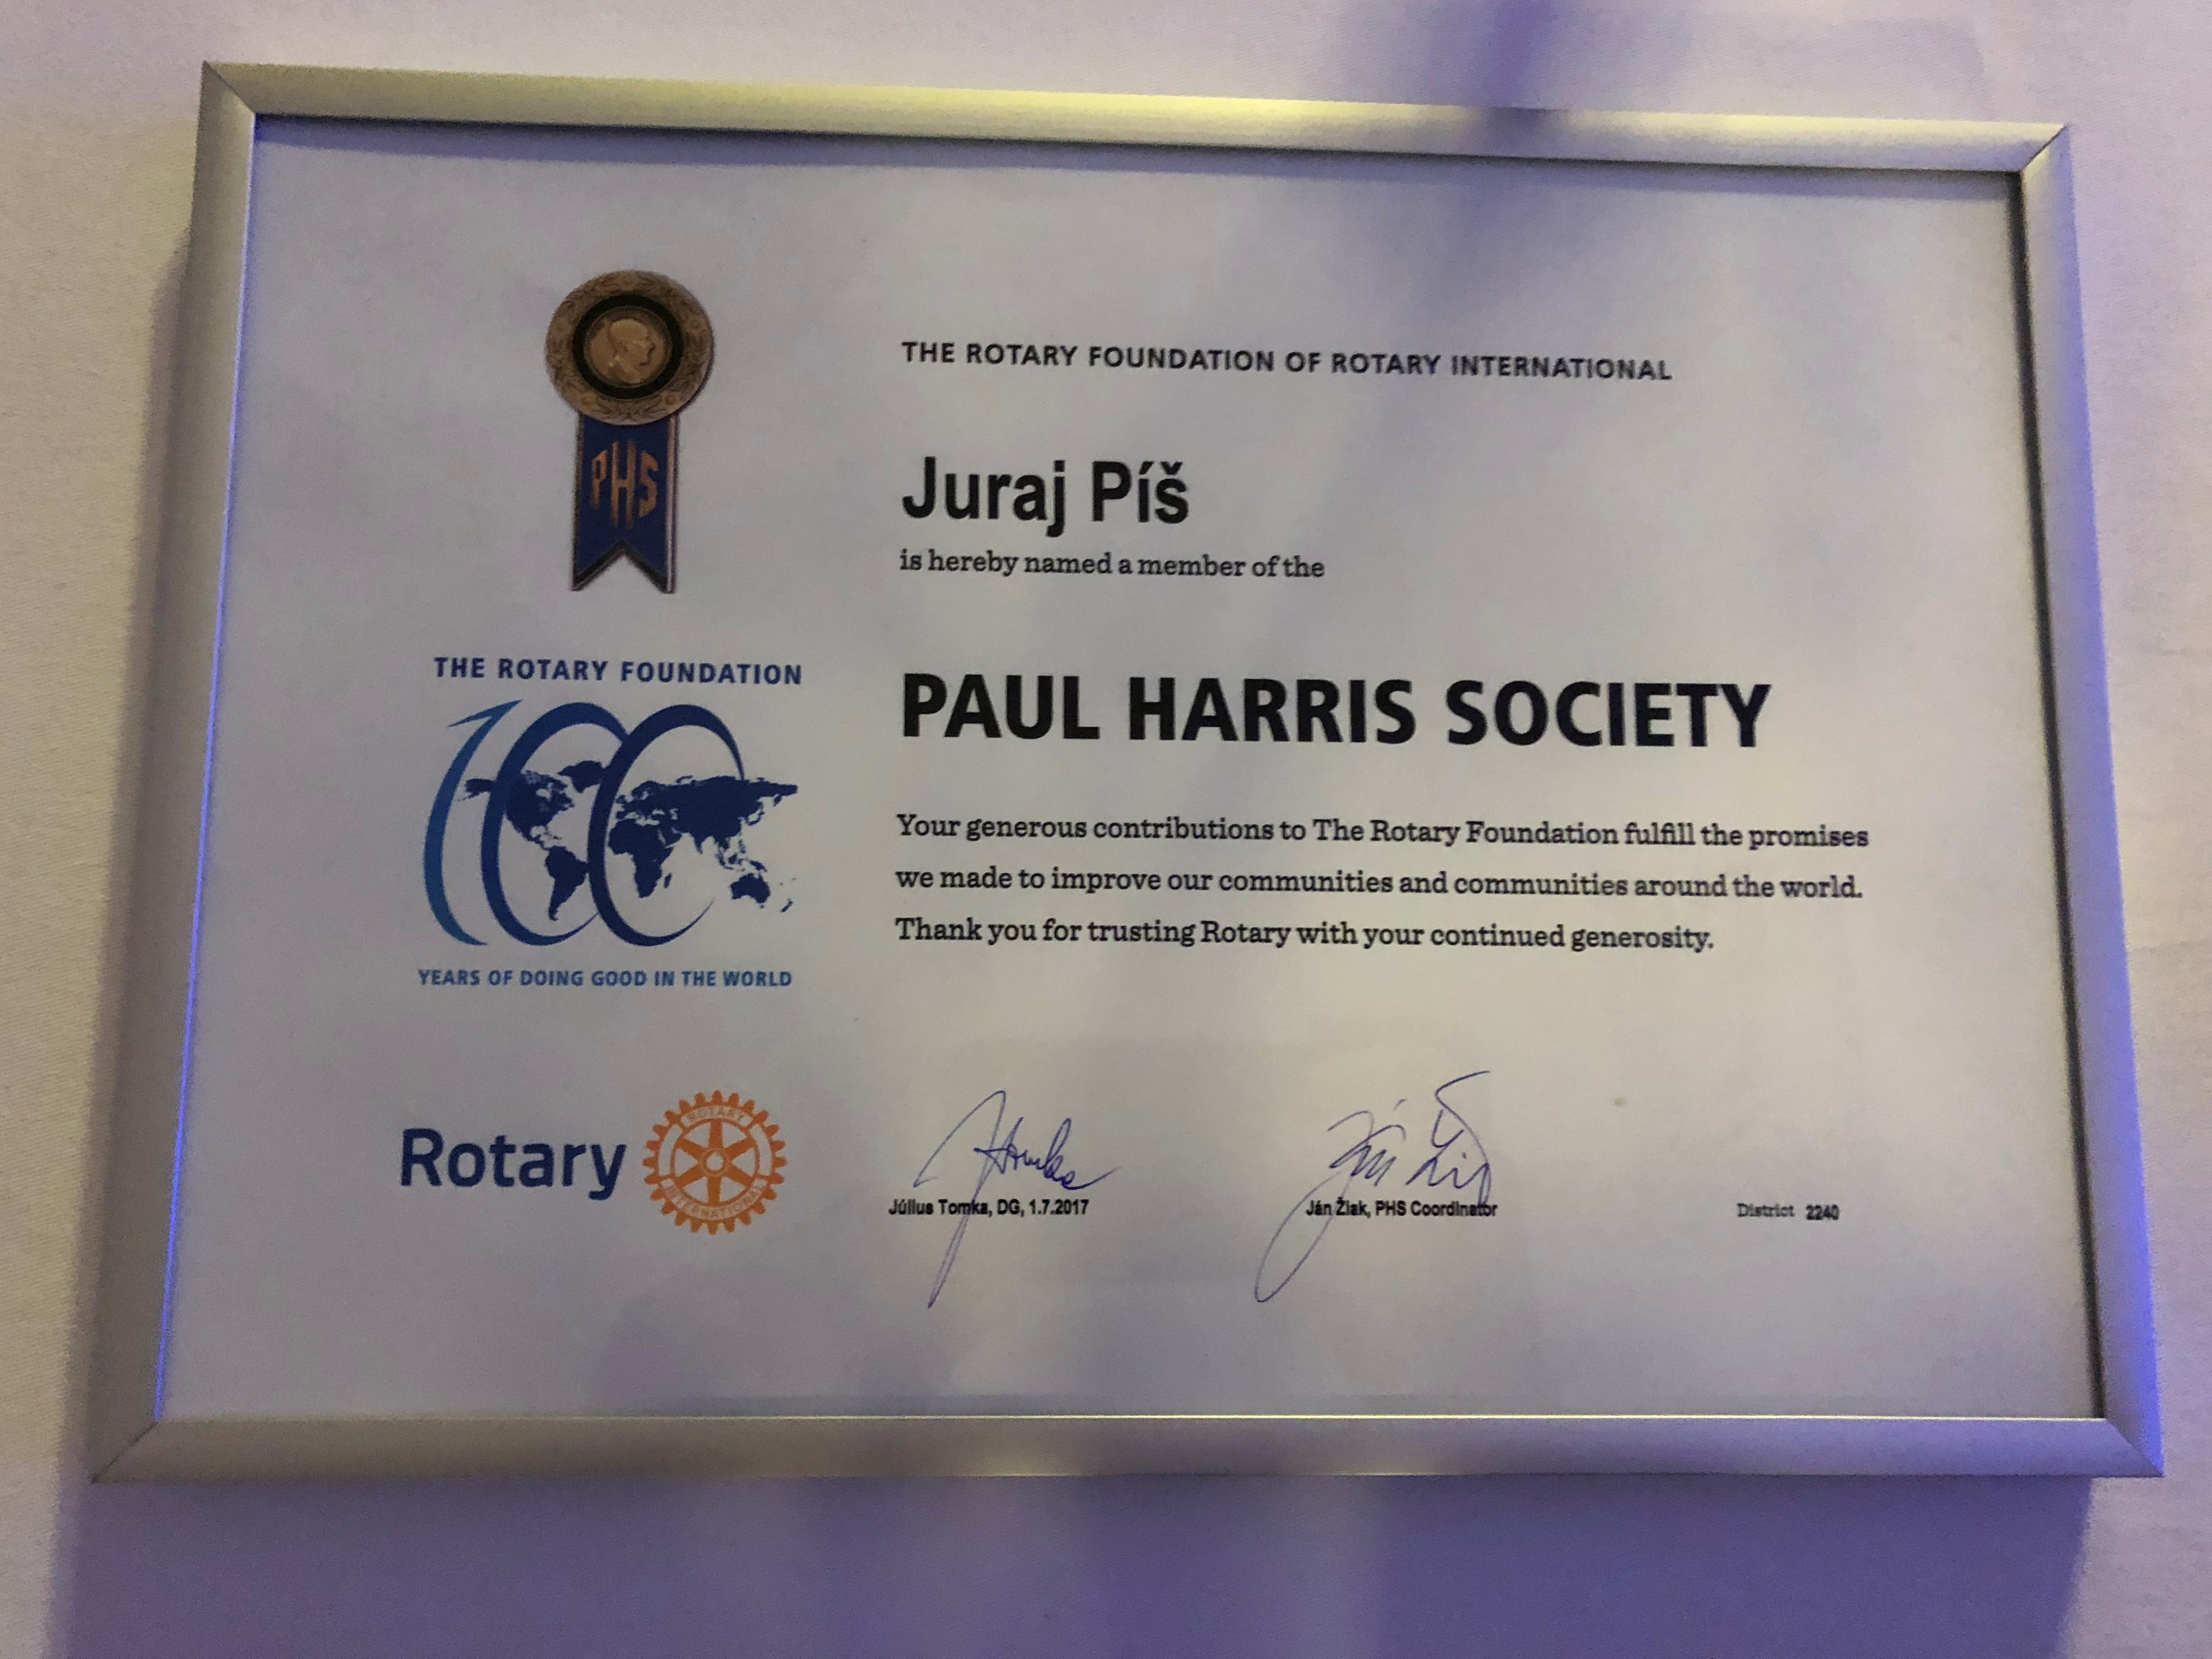 THE ROTARY FOUNDATION OF ROTARY INTERNATIONAL
Juraj Píš
is hereby named a member of the
PHS
PAUL HARRIS SOCIETY
Your generous contributions to The Rotary Foundation fulfill the promises
we made to improve our communities and communities around the world.
Thank you for trusting Rotary with your continued generosity.
THE ROTARY FOUNDATION
100
YEARS OF DOING GOOD IN THE WORLD
Rotary
ROTARY
INTERNATIONAL
Július Tomka, DG, 1.7.2017
Ján Žiak, PHS Coordinator
District 2240